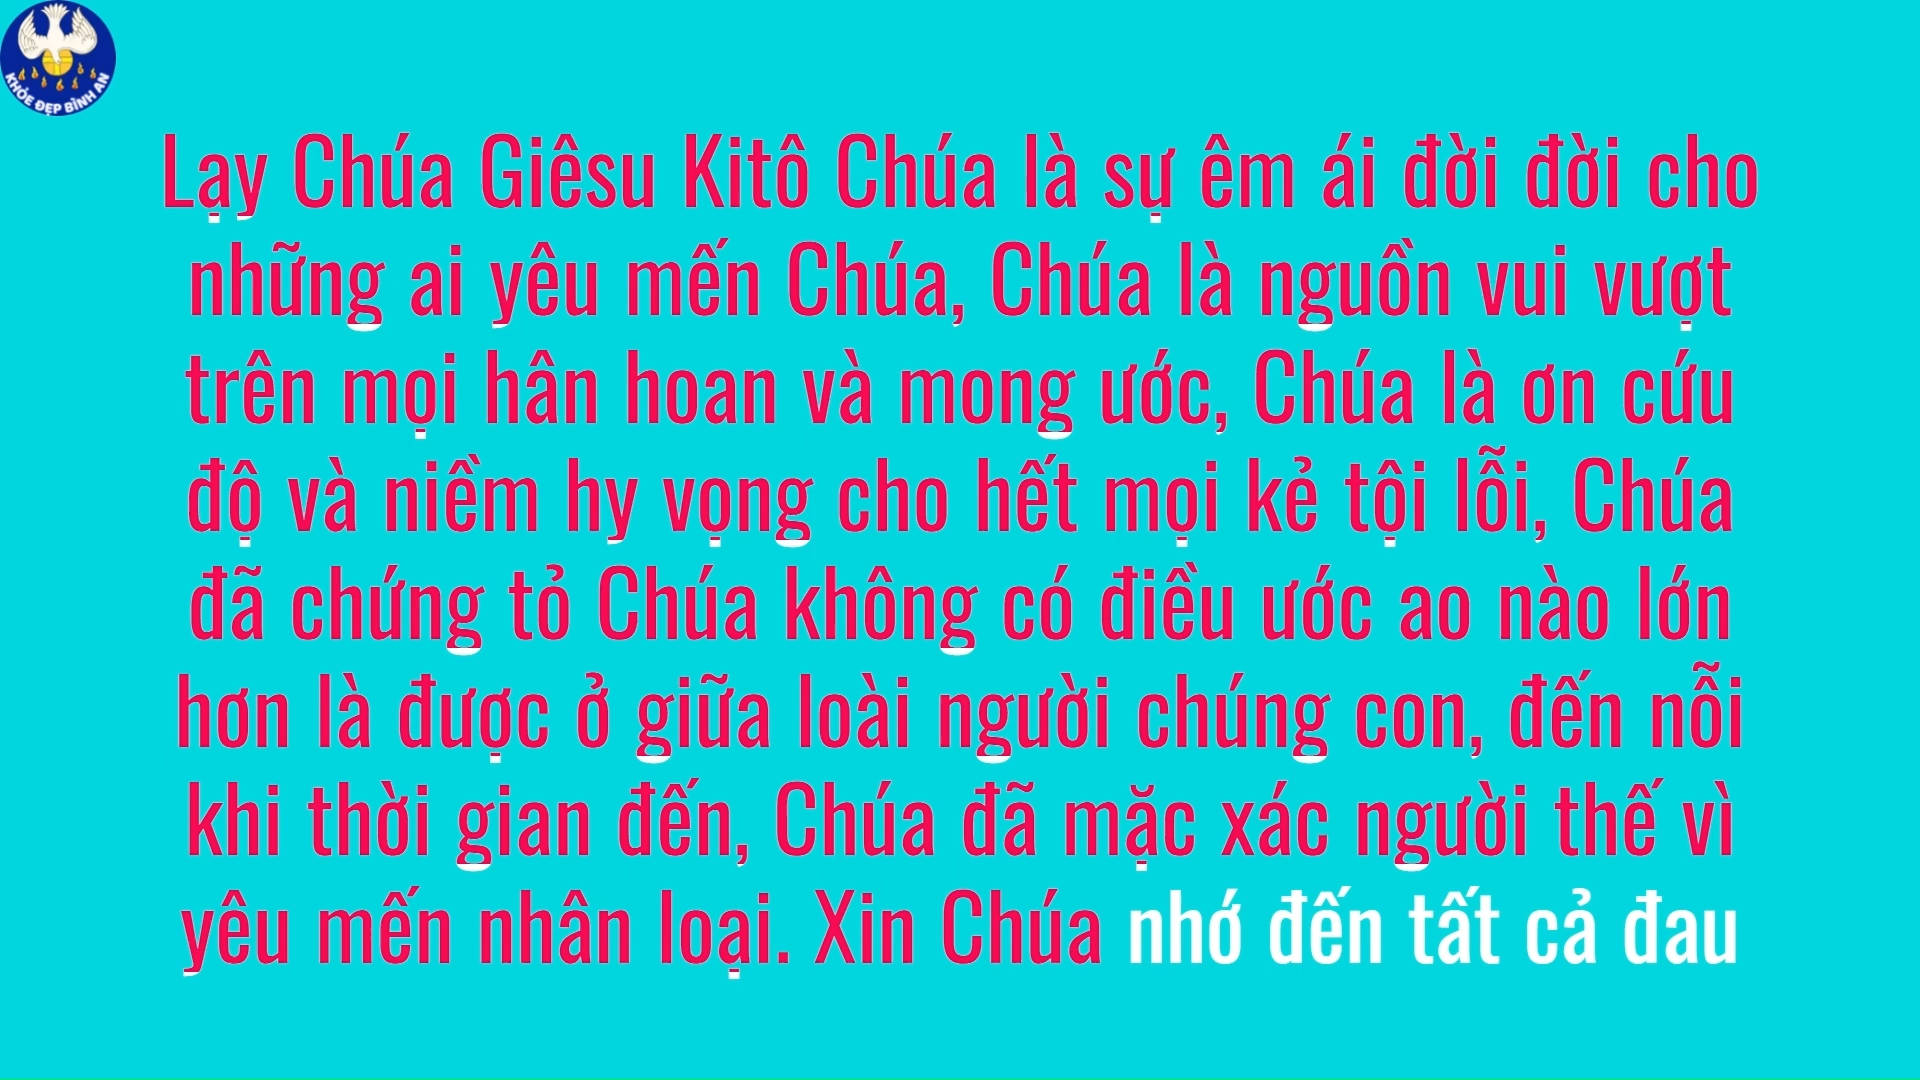 KHỎE ĐẸP BÌNH AN
Lạy Chúa Giêsu Kitô Chúa là sự êm ái đời đời cho
những ai yêu mến Chúa, Chúa là nguồn vui vượt
trên mọi hân hoan và mong ước, Chúa là ơn cứu
độ và niềm hy vọng cho hết mọi kẻ tội lỗi, Chúa
đã chứng tỏ Chúa không có điều ước ao nào lớn
hơn là được ở giữa loài người chúng con, đến nỗi
khi thời gian đến, Chúa đã mặc xác người thế vì
yêu mến nhân loại. Xin Chúa nhớ đến tất cả đau